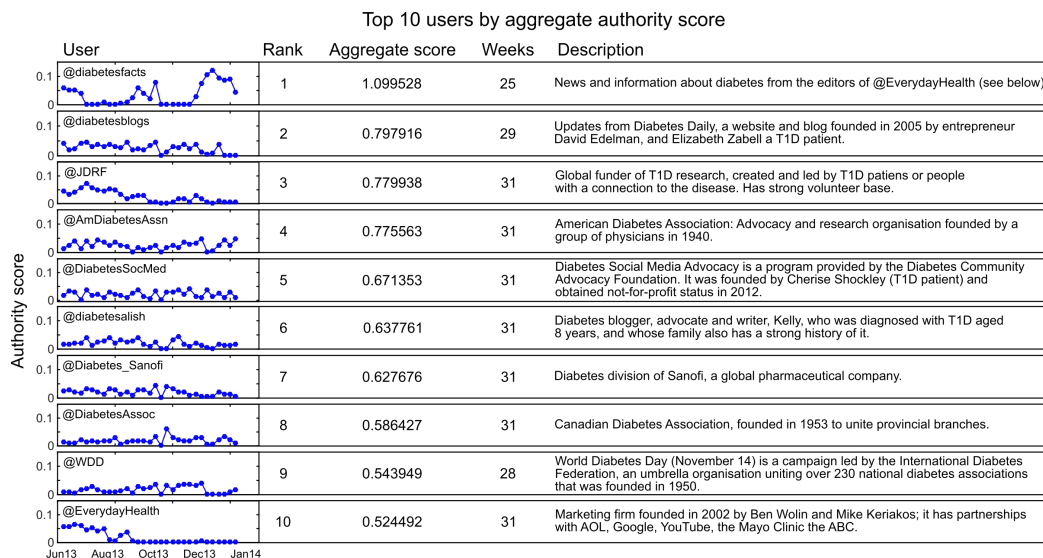 Top 10 users by aggregate authority score
User Rank Aggregate score Weeks Description
Authority score
@diabetesfacts
0.1
0
1 1.099528 25 News and information about diabetes from the editors of @EverydayHealth (see below)
@diabetesblogs
0.1
0
2 0.797916 29
Updates from Diabetes Daily, a website and blog founded in 2005 by entrepreneur
David Edelman, and Elizabeth Zabell a T1D patient.
@JDRF
0.1
0
3 0.779938 31
Global funder of T1D research, created and led by T1D patiens or people
with a connection to the disease. Has strong volunteer base.
@AmDiabetesAssn
0.1
0
4 0.775563 31
American Diabetes Association: Advocacy and research organisation founded by a
group of physicians in 1940.
@DiabetesSocMed
0.1
0
5 0.671353 31
Diabetes Social Media Advocacy is a program provided by the Diabetes Community
Advocacy Foundation. It was founded by Cherise Shockley (T1D patient) and
obtained not-for-profit status in 2012.
@diabetesalish
0.1
0
6 0.637761 31
Diabetes blogger, advocate and writer, Kelly, who was diagnosed with T1D aged
8 years, and whose family also has a strong history of it.
@Diabetes_Sanofi
0.1
0
7 0.627676 31 Diabetes division of Sanofi, a global pharmaceutical company.
@DiabetesAssoc
0.1
0
8 0.586427 31 Canadian Diabetes Association, founded in 1953 to unite provincial branches.
@WDD
0.1
0
9 0.543949 28
World Diabetes Day (November 14) is a campaign led by the International Diabetes
Federation, an umbrella organisation uniting over 230 national diabetes associations
that was founded in 1950.
@EverydayHealth
0.1
0
10 0.524492 31
Marketing firm founded in 2002 by Ben Wolin and Mike Keriakos; it has partnerships
with AOL, Google, YouTube, the Mayo Clinic the ABC.
Jun13 Aug13 Oct13 Dec13 Jan14